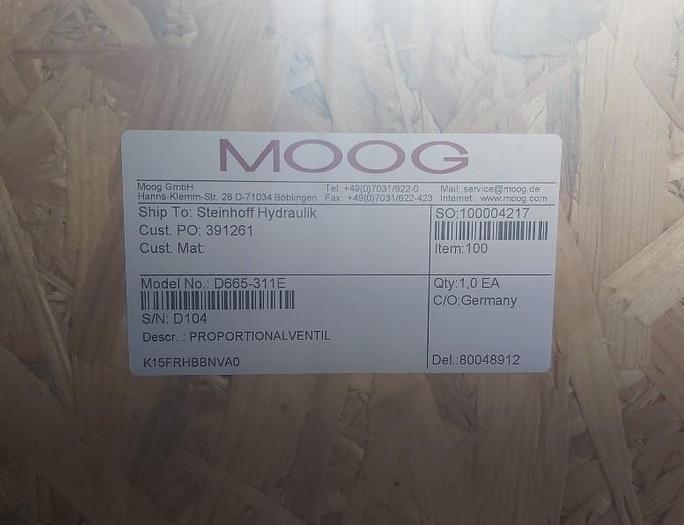 MOOG
Moog GmbH Tel.:+49(0)7031/622-0 Mail:.service@moog.de
Hanns-Klemm-Str. 28 D-71034 Böblingen Fax: +49(0)7031/622-423 Internet: www.moog.com
Ship To: Steinhoff Hydraulik SO:100004217
Cust. PO: 391261
Cust. Mat: Item:100
Model No.: D665-311E Qty:1,0 EA
C/O:Germany
S/N: D104
Descr. : PROPORTIONALVENTIL
K15FRHBBNVA0 Del.:80048912